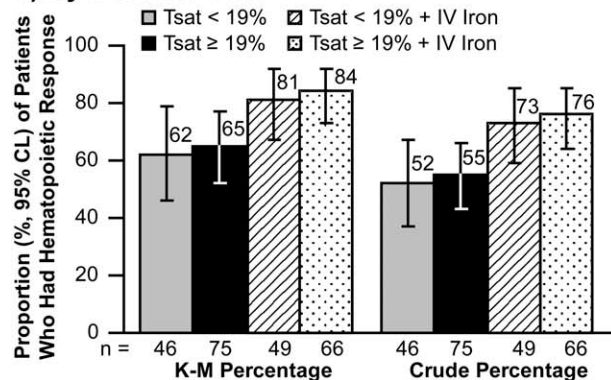 Tsat < 19% Tsat < 19% + IV Iron
Tsat ≥ 19% Tsat ≥ 19% + IV Iron
Proportion (%, 95% CL) of Patients
Who Had Hematopoietic Response
100
80
60
40
20
0
62 65 81 84 52 55 73 76
n = 46 75 49 66 46 75 49 66
K-M Percentage Crude Percentage